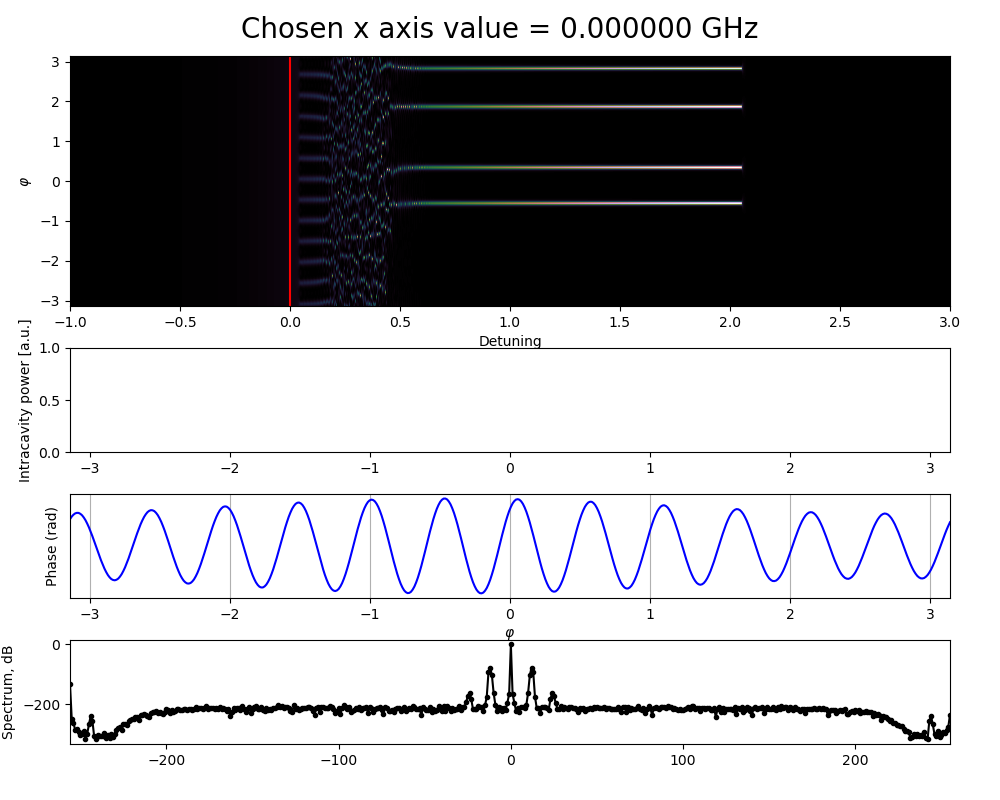 Chosen x axis value = 0.000000 GHz
3
2
1
0
−1
−2
−3
φ
−1.0 −0.5 0.0 0.5 1.0 1.5 2.0 2.5 3.0
Detuning
Intracavity power [a.u.]
1.0
0.5
0.0
−3 −2 −1 0 1 2 3
Phase (rad)
−3 −2 −1 0 1 2 3
φ
Spectrum, dB
0
−200
−200 −100 0 100 200